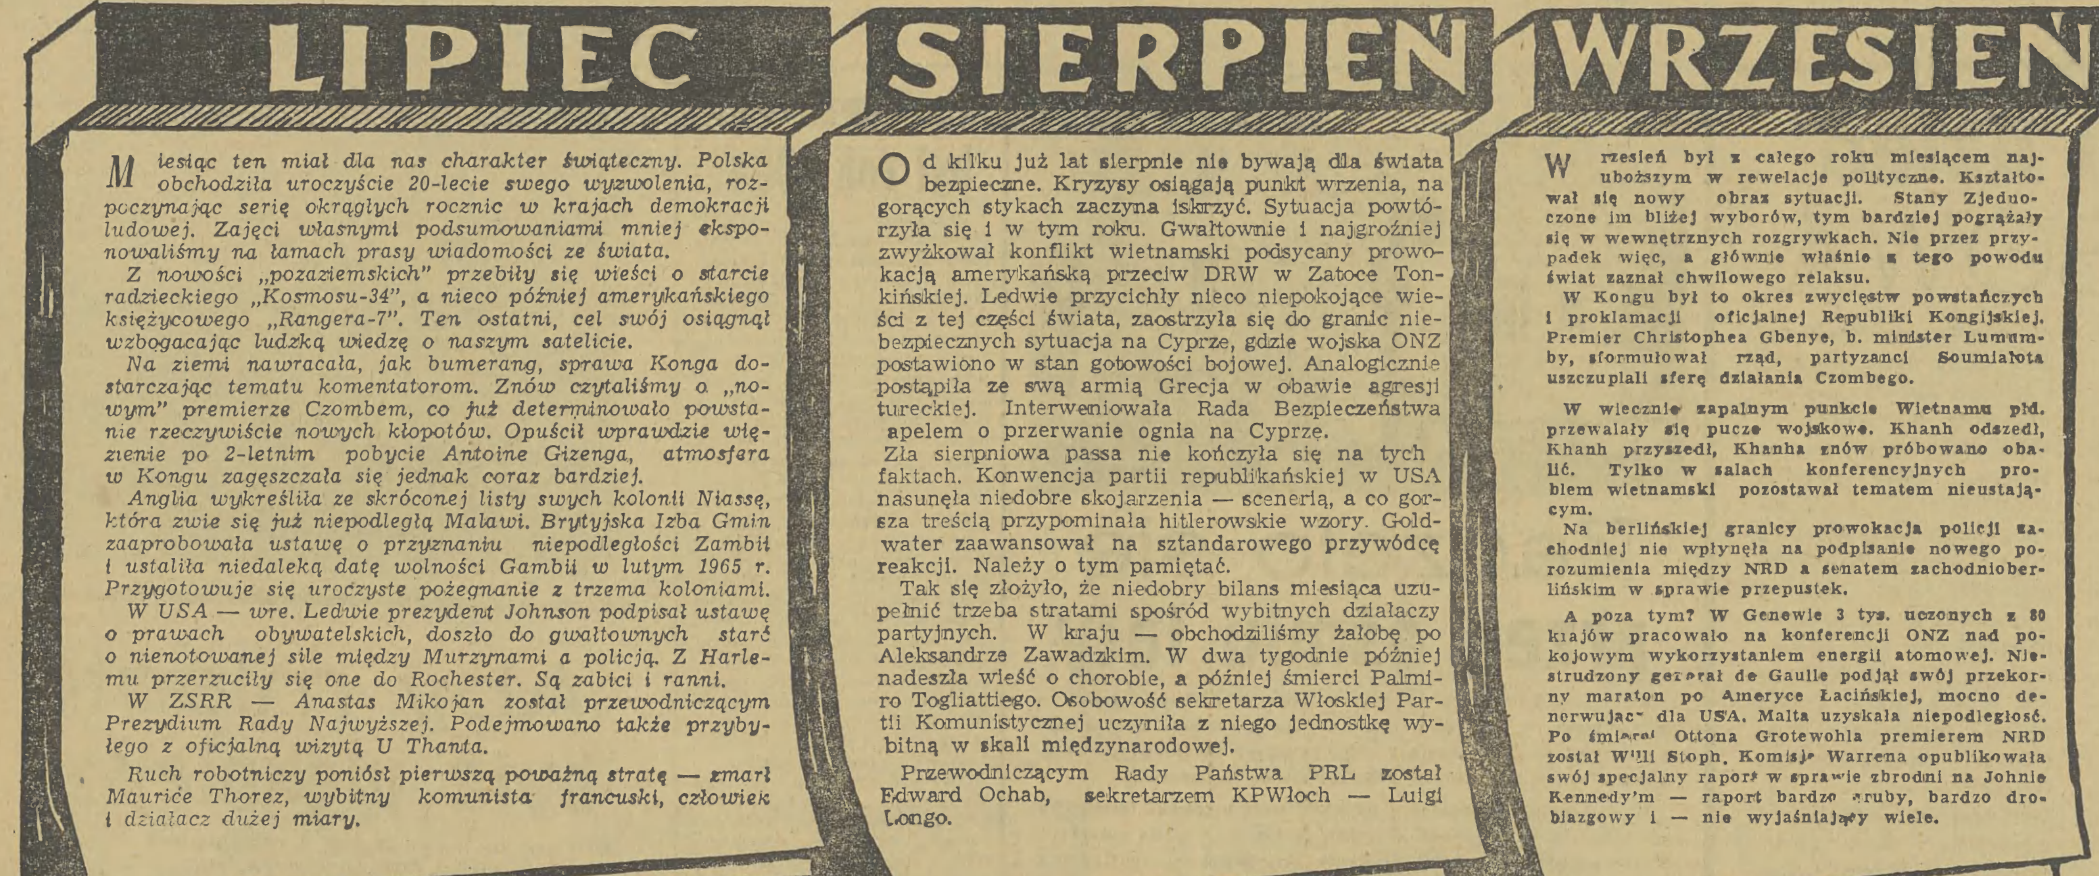 LIPIEC
Miesiąc ten miał dla nas charakter świąteczny. Polska
obchodziła uroczyście 20-lecie swego wyzwolenia, roz-
poczynając serię okrągłych rocznic w krajach demokracji
ludowej. Zajęci własnymi podsumowaniami mniej ekspo-
nowaliśmy na łamach prasy wiadomości ze świata.
Z nowości „pozaziemskich” przebiły się wieści o starcie
radzieckiego „Kosmosu-34”, a nieco później amerykańskiego
księżycowego „Rangera-7”. Ten ostatni, cel swój osiągnął
wzbogacając ludzką wiedzę o naszym satelicie.
Na ziemi nawracała, jak bumerang, sprawa Konga do-
starczając tematu komentatorom. Znów czytaliśmy o „no-
wym” premierze Czombem, co już determinowało powsta-
nie rzeczywiście nowych kłopotów. Opuścił wprawdzie wię-
zienie po 2-letnim pobycie Antoine Gizenga, atmosfera
w Kongu zagęszczała się jednak coraz bardziej.
Anglia wykreśliła ze skróconej listy swych kolonii Niassę,
która zwie się już niepodległą Malawi. Brytyjska Izba Gmin
zaaprobowała ustawę o przyznaniu niepodległości Zambii
i ustaliła niedaleką datę wolności Gambii w lutym 1965 r.
Przygotowuje się uroczyste pożegnanie z trzema koloniami.
W USA — wre. Ledwie prezydent Johnson podpisał ustawę
o prawach obywatelskich, doszło do gwałtownych starć
o nienotowanej sile między Murzynami a policją. Z Harle-
mu przerzuciły się one do Rochester. Są zabici i ranni.
W ZSRR — Anastas Mikojan został przewodniczącym
Prezydium Rady Najwyższej. Podejmowano także przyby-
łego z oficjalną wizytą U Thanta.
Ruch robotniczy poniósł pierwszą poważną stratę — zmarł
Maurice Thorez, wybitny komunista francuski, człowiek
i działacz dużej miary.
SIERPIEŃ
Od kilku już lat sierpnie nie bywają dla świata
bezpieczne. Kryzysy osiągają punkt wrzenia, na
gorących stykach zaczyna iskrzyć. Sytuacja powtó-
rzyła się i w tym roku. Gwałtownie i najgroźniej
zwyżkował konflikt wietnamski podsycany prowo-
kacją amerykańską przeciw DRW w Zatoce Ton-
kińskiej. Ledwie przycichły nieco niepokojące wie-
ści z tej części świata, zaostrzyła się do granic nie-
bezpiecznych sytuacja na Cyprze, gdzie wojska ONZ
postawiono w stan gotowości bojowej. Analogicznie
postąpiła ze swą armią Grecja w obawie agresji
tureckiej. Interweniowała Rada Bezpieczeństwa
apelem o przerwanie ognia na Cyprze.
Zła sierpniowa passa nie kończyła się na tych
faktach. Konwencja partii republikańskiej w USA
nasunęła niedobre skojarzenia — scenerią, a co gor-
sza treścią przypominała hitlerowskie wzory. Gold-
water zaawansował na sztandarowego przywódcę
reakcji. Należy o tym pamiętać.
Tak się złożyło, że niedobry bilans miesiąca uzu-
pełnić trzeba stratami spośród wybitnych działaczy
partyjnych. W kraju — obchodziliśmy żałobę po
Aleksandrze Zawadzkim. W dwa tygodnie później
nadeszła wieść o chorobie, a później śmierci Palmi-
ro Togliattiego. Osobowość sekretarza Włoskiej Par-
tii Komunistycznej uczyniła z niego jednostkę wy-
bitną w skali międzynarodowej.
Przewodniczącym Rady Państwa PRL został
Edward Ochab, sekretarzem KPWłoch — Luigi
Longo.
WRZESIEŃ
Wrzesień był z całego roku miesiącem naj-
uboższym w rewelacje polityczne. Kształto-
wał się nowy obraz sytuacji. Stany Zjedno-
czone im bliżej wyborów, tym bardziej pogrążały
się w wewnętrznych rozgrywkach. Nie przez przy-
padek więc, a głównie właśnie z tego powodu
świat zaznał chwilowego relaksu.
W Kongu był to okres zwycięstw powstańczych
i proklamacji oficjalnej Republiki Kongijskiej.
Premier Christophea Gbenye, b. minister Lumum-
by, sformułował rząd, partyzanci Soumialota
uszczuplali sferę działania Czombego.
W wiecznie zapalnym punkcie Wietnamu płd.
przewalały się pucze wojskowe. Khanh odszedł,
Khanh przyszedł, Khanha znów próbowano oba-
lić. Tylko w salach konferencyjnych pro-
blem wietnamski pozostawał tematem nieustają-
cym.
Na berlińskiej granicy prowokacja policji za-
chodniej nie wpłynęła na podpisanie nowego po-
rozumienia między NRD a senatem zachodniober-
lińskim w sprawie przepustek.
A poza tym? W Genewie 3 tys. uczonych z 80
krajów pracowało na konferencji ONZ nad po-
kojowym wykorzystaniem energii atomowej. Nie-
strudzony generał de Gaulle podjął swój przekor-
ny maraton po Ameryce Łacińskiej, mocno de-
nerwując dla USA. Malta uzyskała niepodległość.
Po śmierci Ottona Grotewohla premierem NRD
został Willi Stoph. Komisja Warrena opublikowała
swój specjalny raport w sprawie zbrodni na Johnie
Kennedy'm — raport bardzo gruby, bardzo dro-
biazgowy i — nie wyjaśniający wiele.